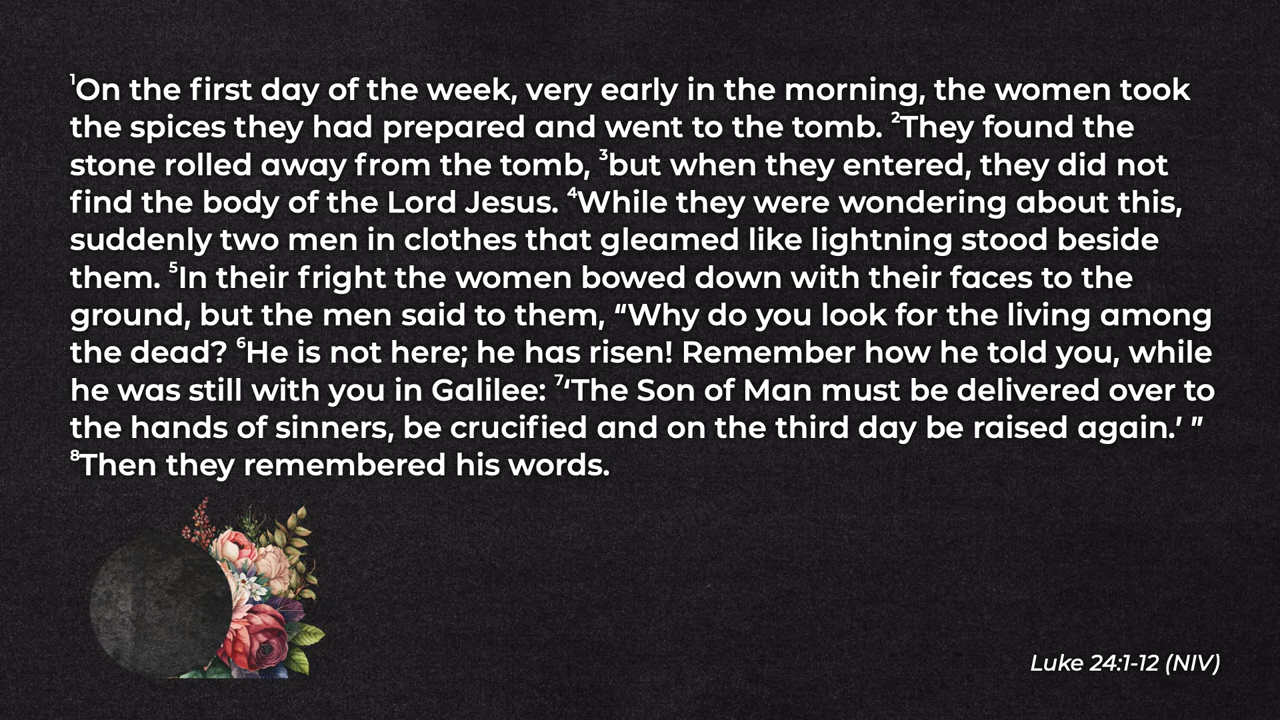 ¹On the first day of the week, very early in the morning, the women took
the spices they had prepared and went to the tomb. ²They found the
stone rolled away from the tomb, ³but when they entered, they did not
find the body of the Lord Jesus. ⁴While they were wondering about this,
suddenly two men in clothes that gleamed like lightning stood beside
them. ⁵In their fright the women bowed down with their faces to the
ground, but the men said to them, “Why do you look for the living among
the dead? ⁶He is not here; he has risen! Remember how he told you, while
he was still with you in Galilee: ⁷‘The Son of Man must be delivered over to
the hands of sinners, be crucified and on the third day be raised again.’ ”
⁸Then they remembered his words.
Luke 24:1-12 (NIV)